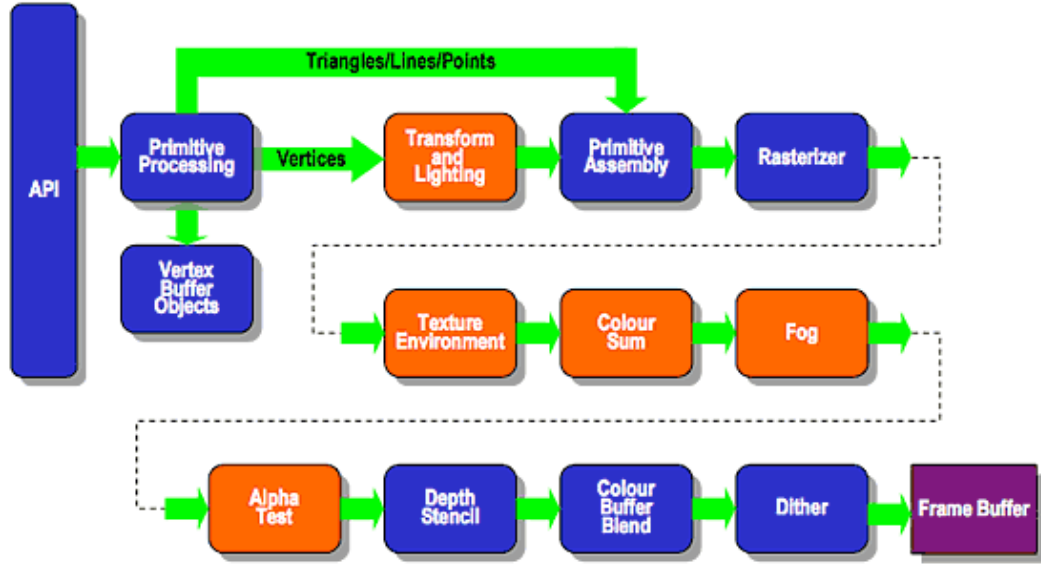 Triangles/Lines/Points
API
Primitive
Processing
Vertices
Transform
and
Lighting
Primitive
Assembly
Rasterizer
Vertex
Buffer
Objects
Texture
Environment
Colour
Sum
Fog
Alpha
Test
Depth
Stencil
Colour
Buffer
Blend
Dither
Frame Buffer